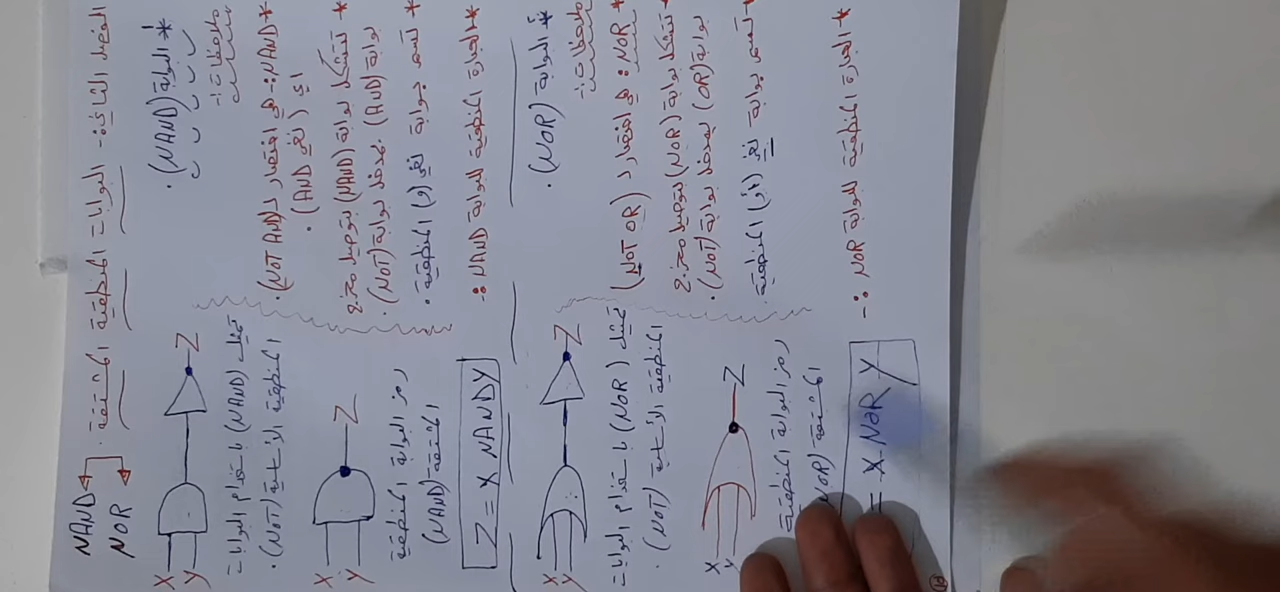 الفصل الثاني :- البوابات المنطقية المشتقة .
NAND
NOR
* البوابة (NAND) .
ملاحظات :-
* NAND :- هي اختصار لـ (NOT AND) .
أي (نفي AND) .
* تتشكل بوابة (NAND) بتوصيل مخرج
بوابة (AND) بمدخل بوابة (NOT) .
* تسمى بوابة نفي (و) المنطقية .
* العبارة المنطقية للبوابة NAND :-
X
Y
Z
تمثيل (NAND) باستخدام البوابات
المنطقية الأساسية (NOT) .
X
Y
Z
رمز البوابة المنطقية
المشتقة (NAND)
Z = X NAND Y
* البوابة (NOR) .
ملاحظات :-
* NOR : هي اختصار لـ (NOT OR)
* تتشكل بوابة (NOR) بتوصيل مخرج
بوابة (OR) بمدخل بوابة (NOT) .
* تسمى بوابة نفي (أو) المنطقية .
* العبارة المنطقية للبوابة NOR :-
X
Y
Z
تمثيل (NOR) باستخدام البوابات
المنطقية الأساسية (NOT) .
X
Y
Z
رمز البوابة المنطقية
المشتقة (NOR)
= X NOR Y